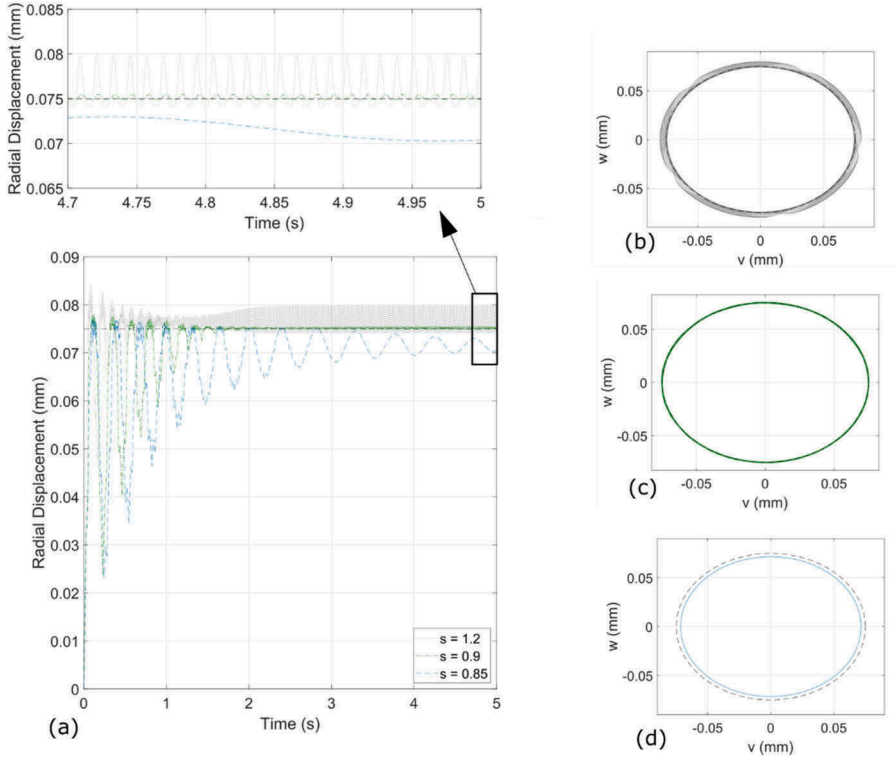 Radial Displacement (mm)
0.085
0.08
0.075
0.07
0.065
4.7 4.75 4.8 4.85 4.9 4.95 5
Time (s)
Radial Displacement (mm)
0.09
0.08
0.07
0.06
0.05
0.04
0.03
0.02
0.01
0
s = 1.2
s = 0.9
s = 0.85
0 1 2 3 4 5
Time (s)
(a)
w (mm)
0.05
0
-0.05
-0.05 0 0.05
v (mm)
(b)
w (mm)
0.05
0
-0.05
-0.05 0 0.05
v (mm)
(c)
w (mm)
0.05
0
-0.05
-0.05 0 0.05
v (mm)
(d)